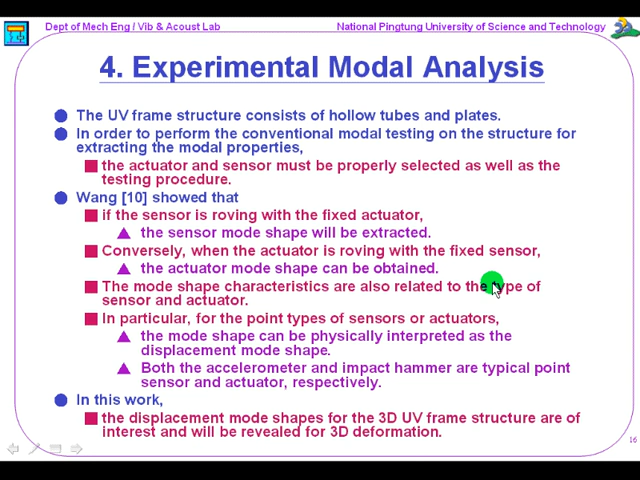 Dept of Mech Eng / Vib & Acoust Lab
National Pingtung University of Science and Technology
4. Experimental Modal Analysis
The UV frame structure consists of hollow tubes and plates.
In order to perform the conventional modal testing on the structure for
extracting the modal properties,
the actuator and sensor must be properly selected as well as the
testing procedure.
Wang [10] showed that
if the sensor is roving with the fixed actuator,
the sensor mode shape will be extracted.
Conversely, when the actuator is roving with the fixed sensor,
the actuator mode shape can be obtained.
The mode shape characteristics are also related to the type of
sensor and actuator.
In particular, for the point types of sensors or actuators,
the mode shape can be physically interpreted as the
displacement mode shape.
Both the accelerometer and impact hammer are typical point
sensor and actuator, respectively.
In this work,
the displacement mode shapes for the 3D UV frame structure are of
interest and will be revealed for 3D deformation.
16